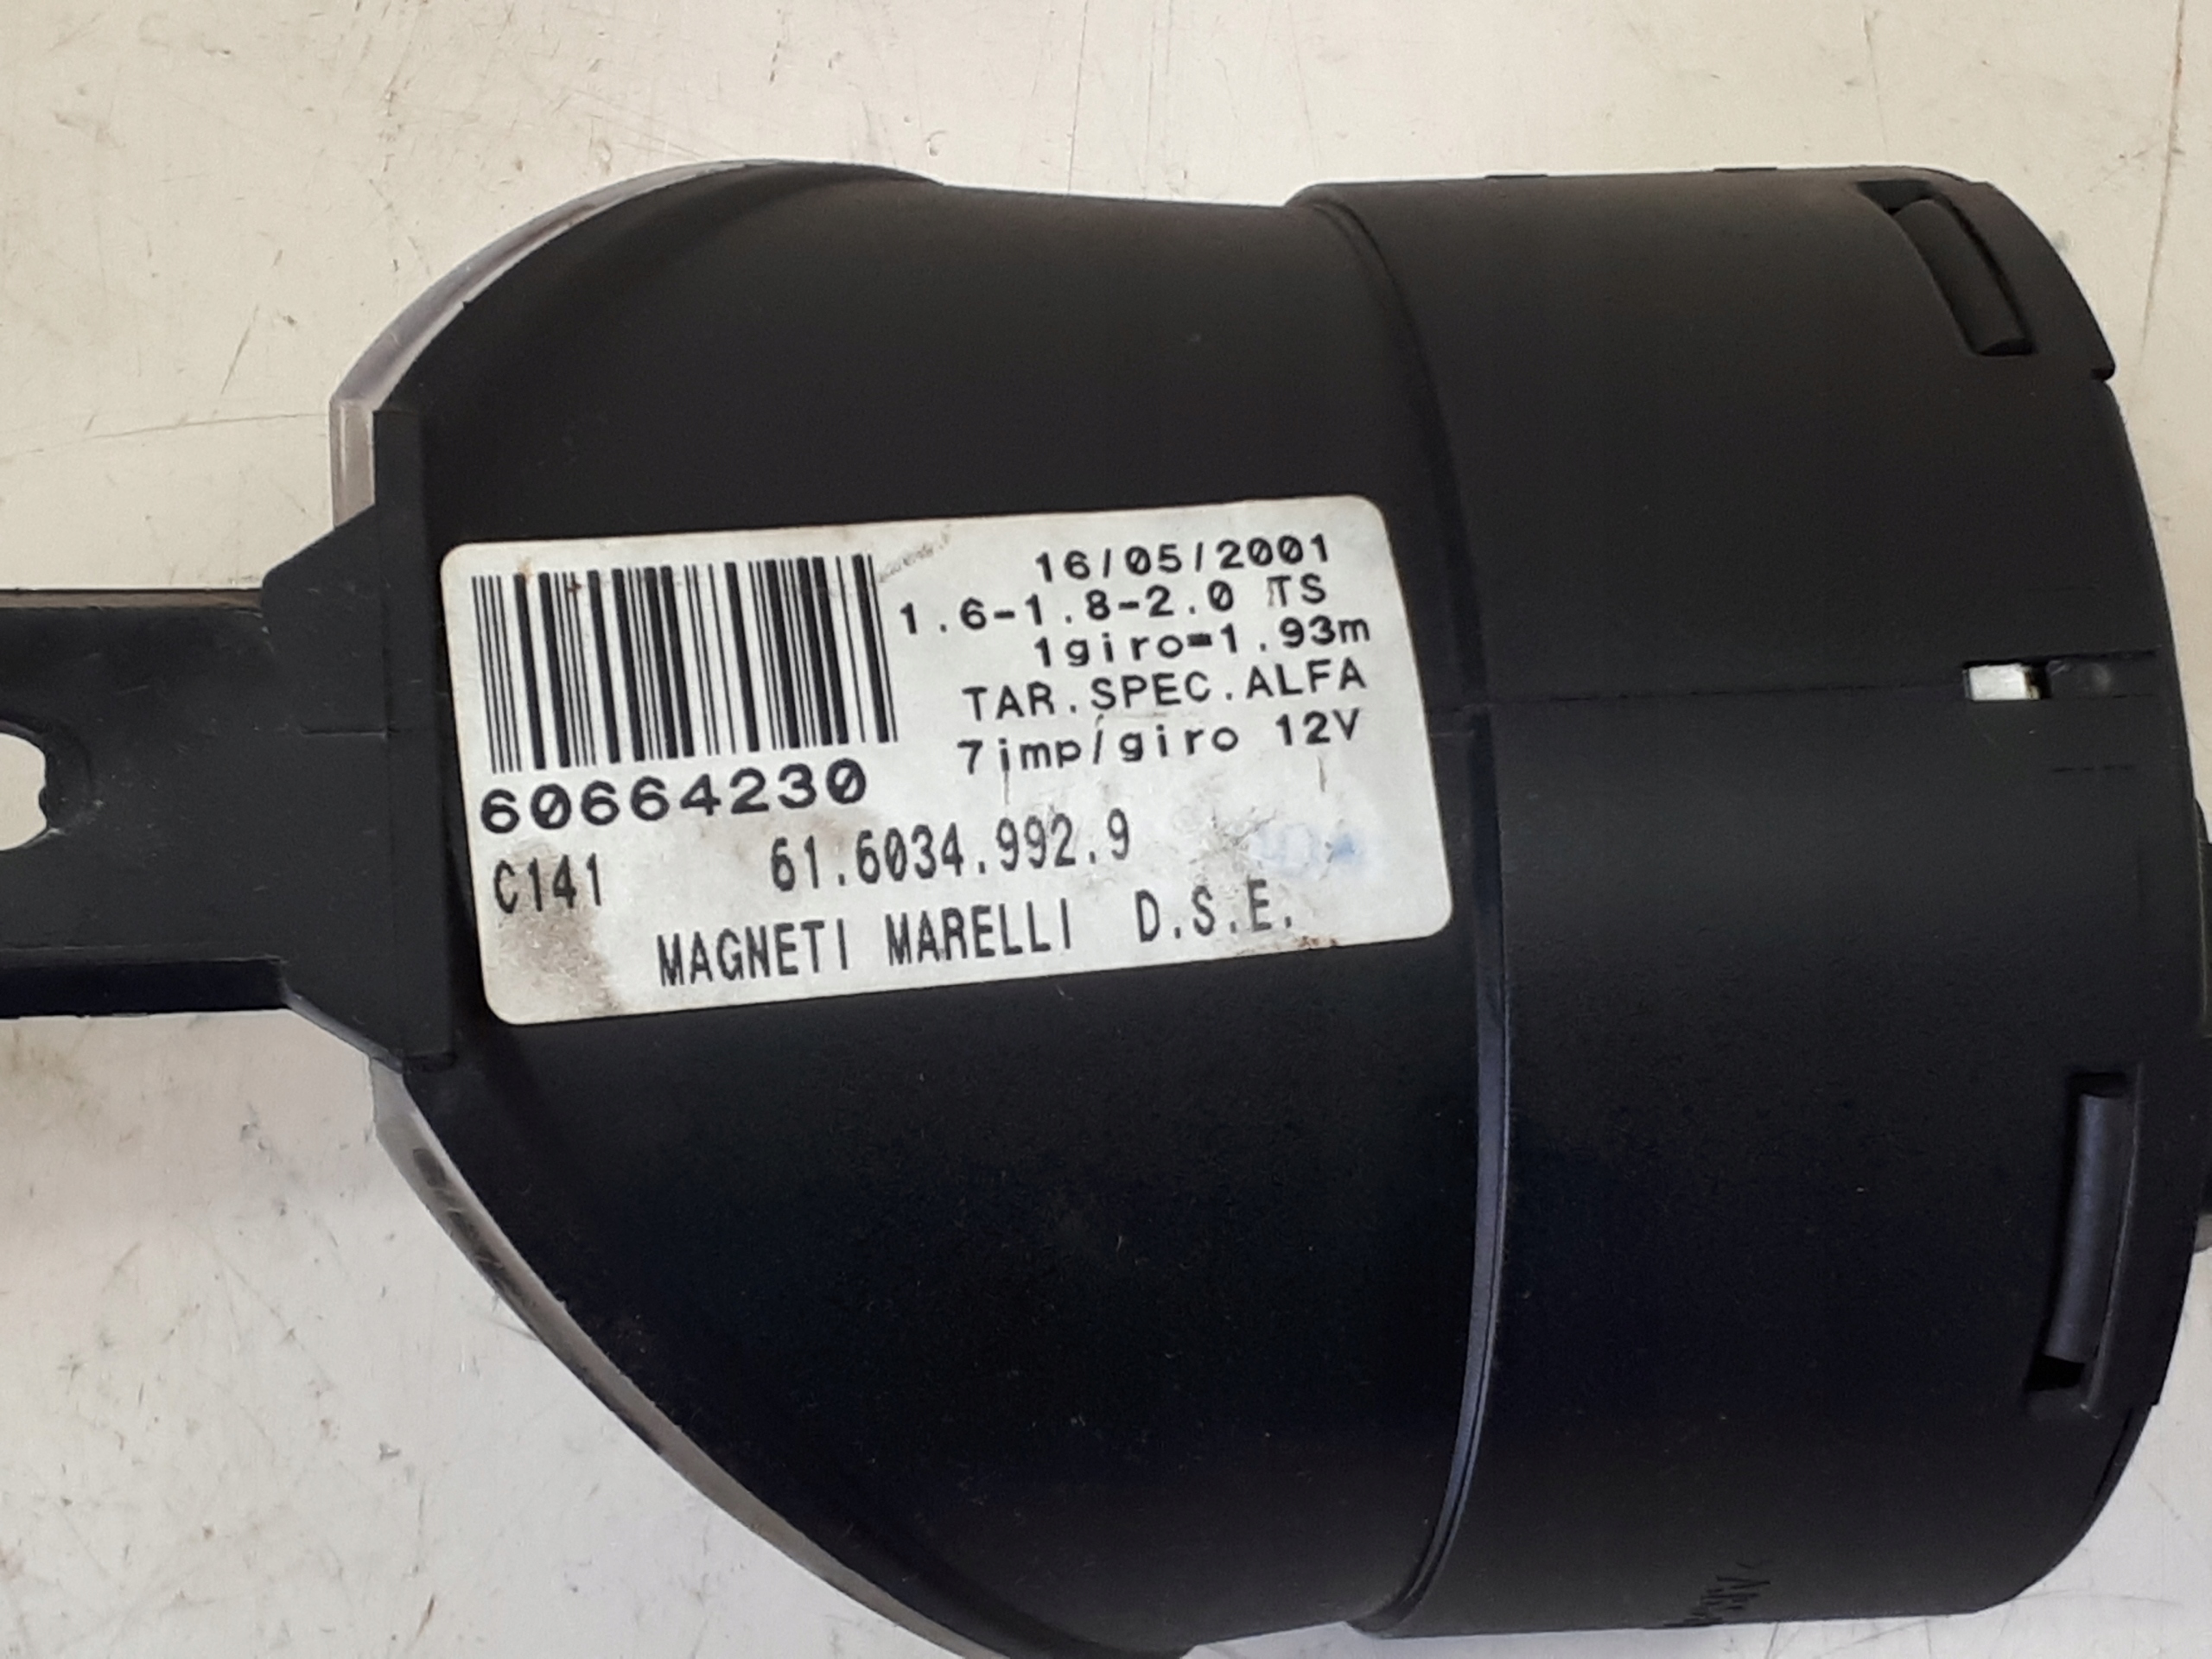 16/05/2001
1.6-1.8-2.0 TS
1giro=1.93m
TAR.SPEC.ALFA
7imp/giro 12V
60664230
C141 61.6034.992.9
MAGNETI MARELLI D.S.E.